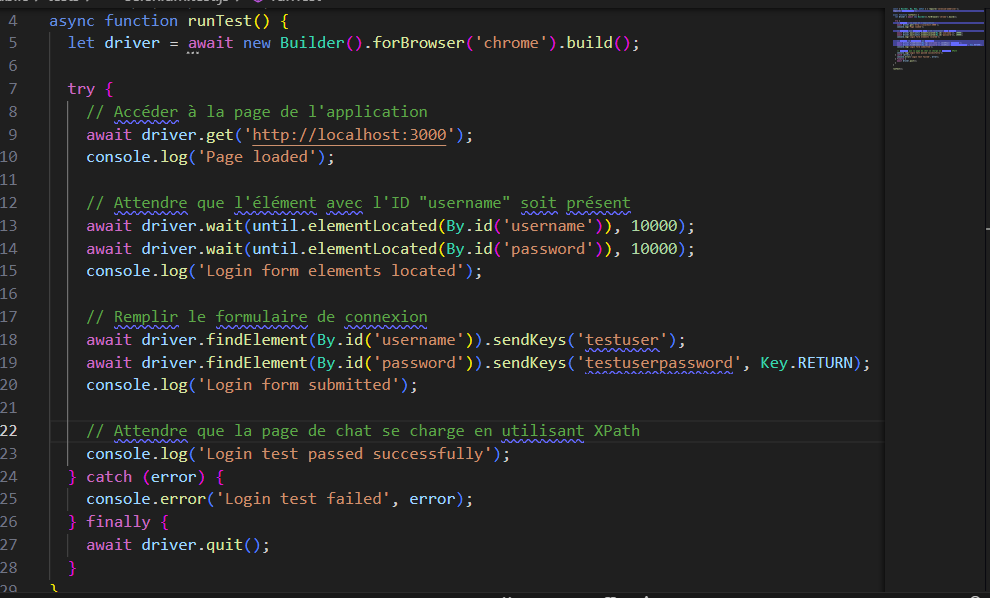 4 async function runTest() {
5 let driver = await new Builder().forBrowser('chrome').build();
6
7 try {
8 // Accéder à la page de l'application
9 await driver.get('http://localhost:3000');
10 console.log('Page loaded');
11
12 // Attendre que l'élément avec l'ID "username" soit présent
13 await driver.wait(until.elementLocated(By.id('username')), 10000);
14 await driver.wait(until.elementLocated(By.id('password')), 10000);
15 console.log('Login form elements located');
16
17 // Remplir le formulaire de connexion
18 await driver.findElement(By.id('username')).sendKeys('testuser');
19 await driver.findElement(By.id('password')).sendKeys('testuserpassword', Key.RETURN);
20 console.log('Login form submitted');
21
22 // Attendre que la page de chat se charge en utilisant XPath
23 console.log('Login test passed successfully');
24 } catch (error) {
25 console.error('Login test failed', error);
26 } finally {
27 await driver.quit();
28 }
29 }